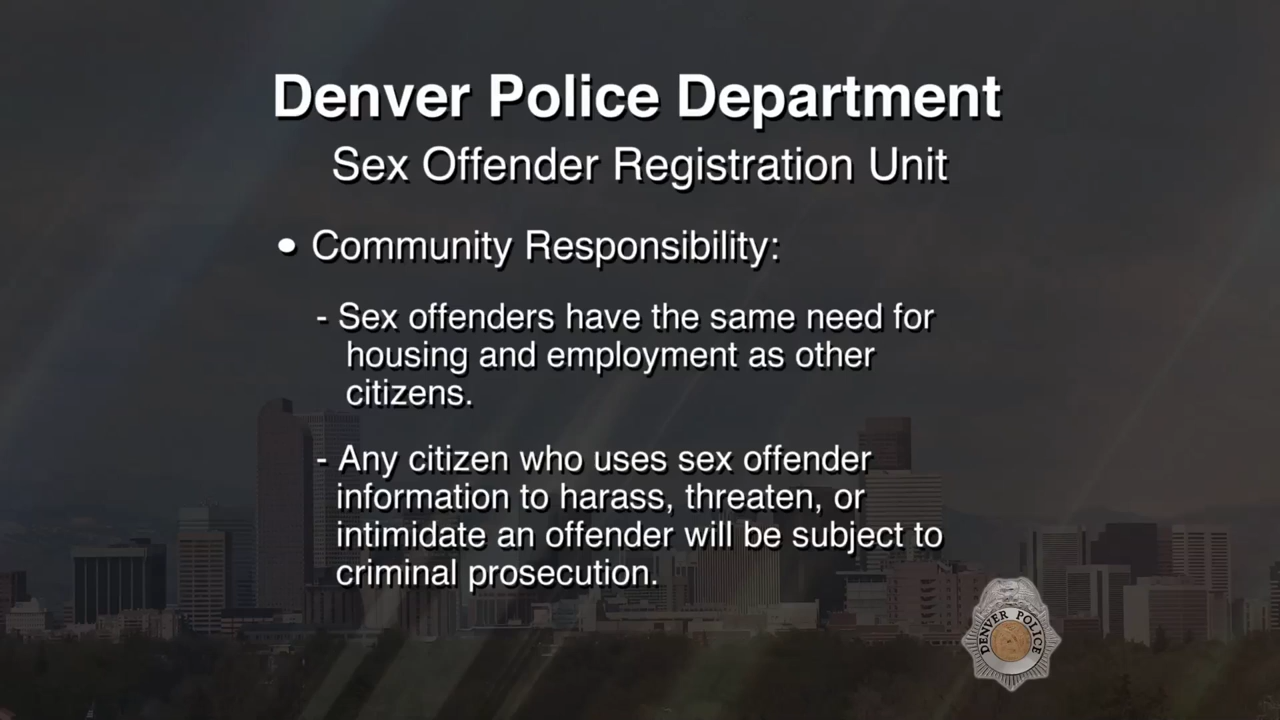 Denver Police Department
Sex Offender Registration Unit
• Community Responsibility:
- Sex offenders have the same need for
housing and employment as other
citizens.
- Any citizen who uses sex offender
information to harass, threaten, or
intimidate an offender will be subject to
criminal prosecution.
DENVER POLICE